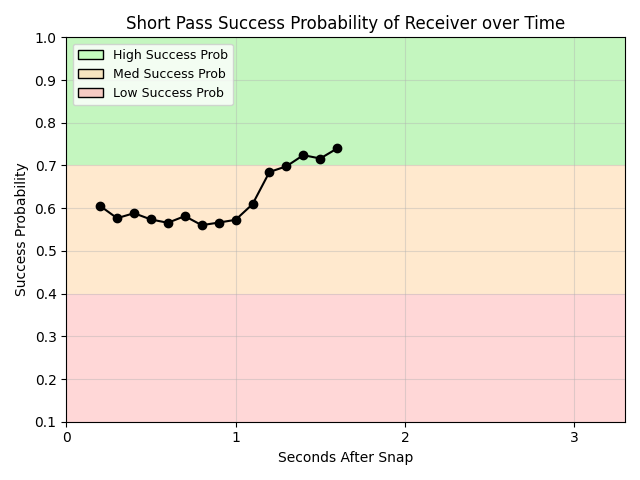 Short Pass Success Probability of Receiver over Time
High Success Prob
Med Success Prob
Low Success Prob
1.0
0.9
0.8
0.7
0.6
0.5
0.4
0.3
0.2
0.1
Success Probability
0 1 2 3
Seconds After Snap